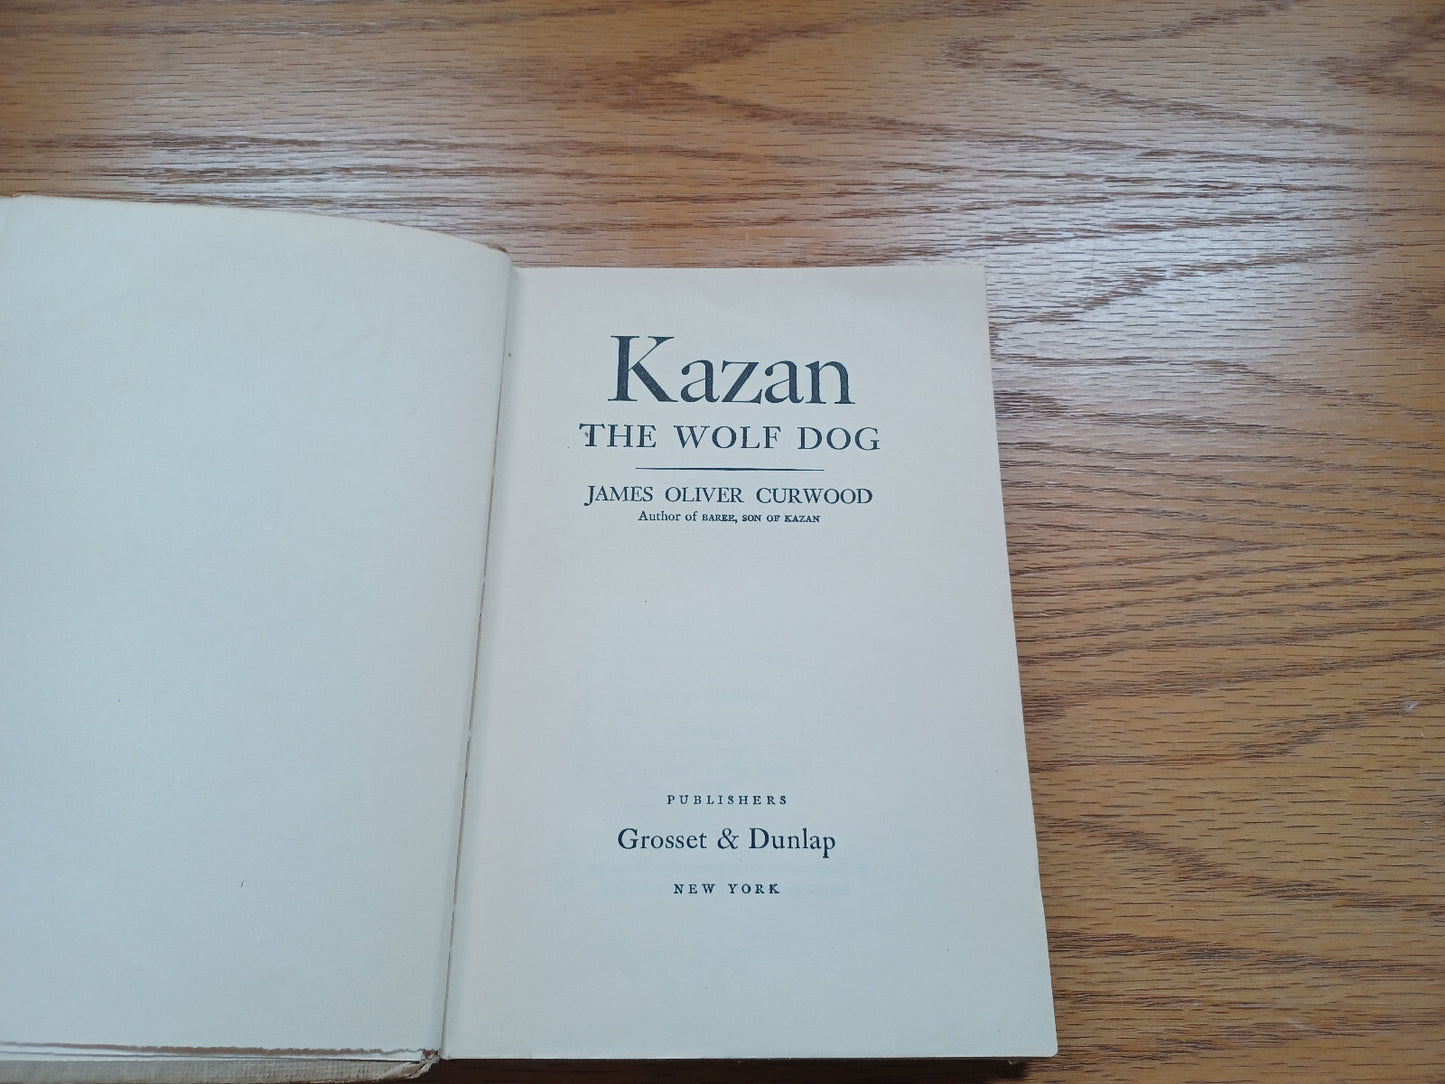 Kazan
THE WOLF DOG
JAMES OLIVER CURWOOD
Author of BAREE, SON OF KAZAN
PUBLISHERS
Grosset & Dunlap
NEW YORK